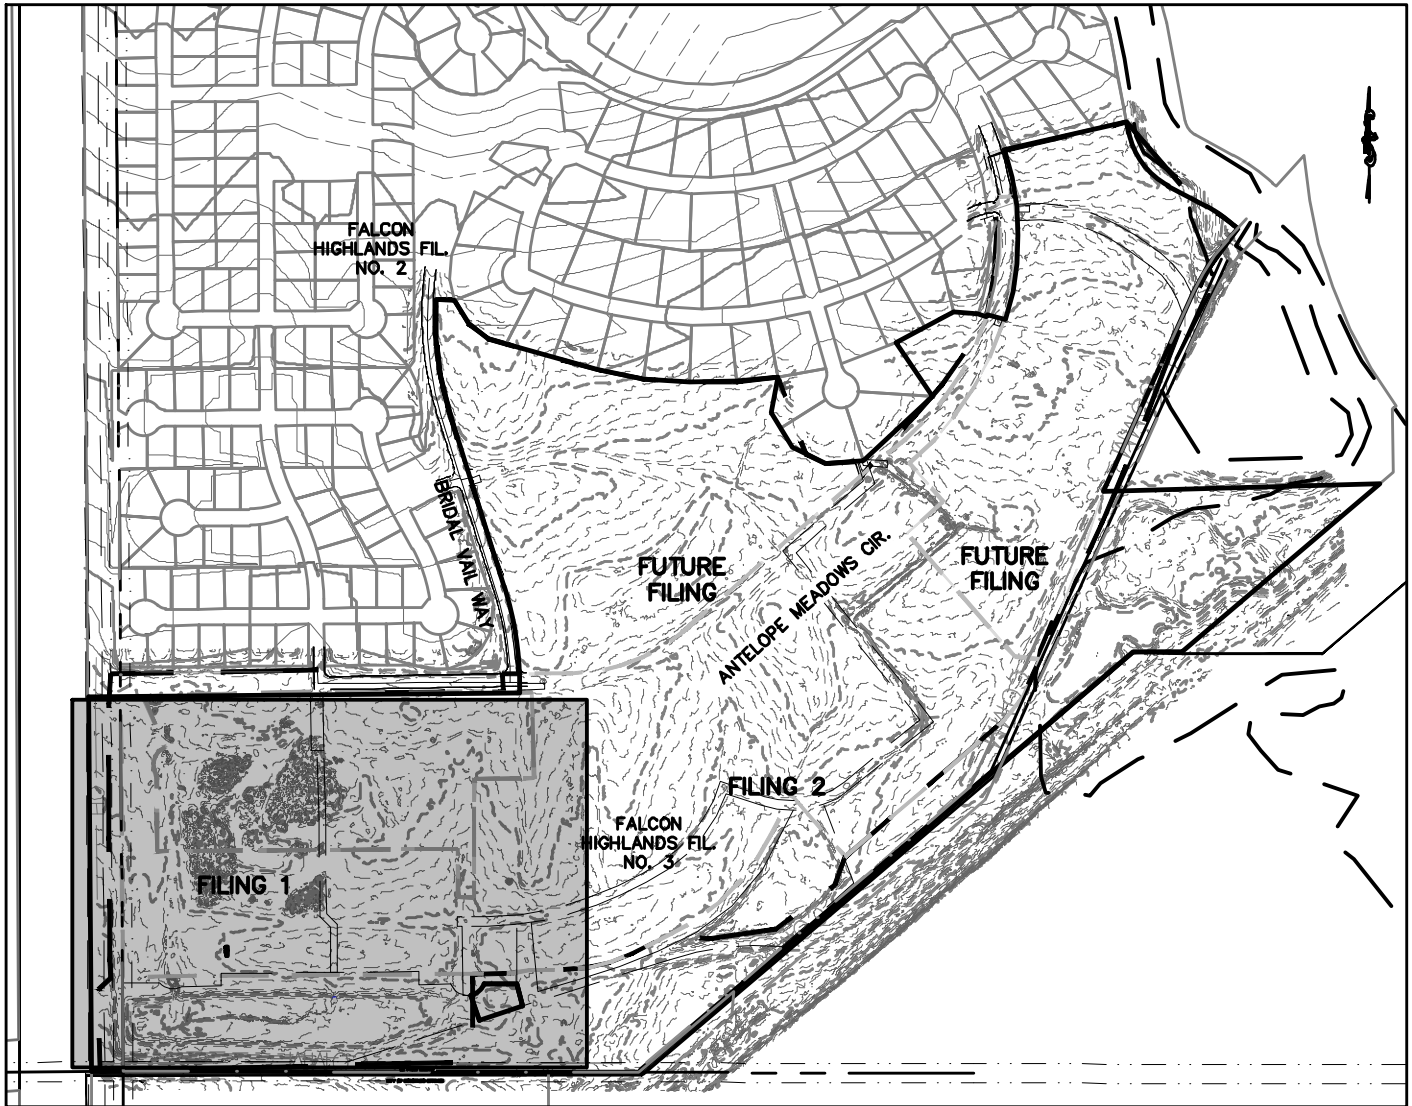 FALCON
HIGHLANDS FIL.
NO. 2
BRIDAL VAIL WAY
FUTURE
FILING
ANTELOPE MEADOWS CIR.
FUTURE
FILING
FILING 2
FALCON
HIGHLANDS FIL.
NO. 3
FILING 1